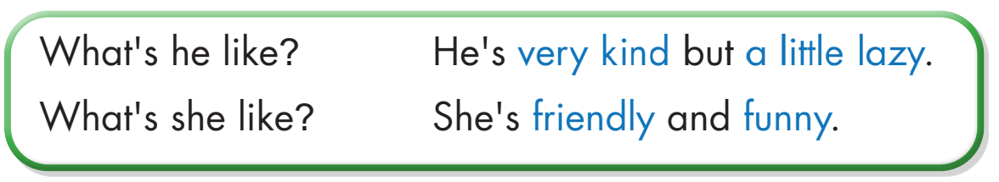 What's he like? He's very kind but a little lazy.
What's she like? She's friendly and funny.